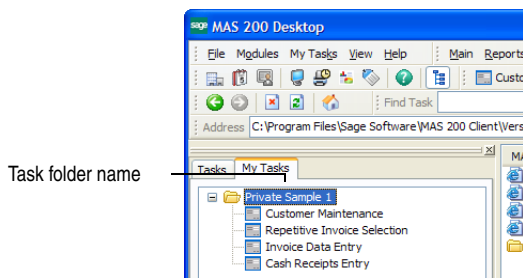 sage MAS 200 Desktop
File Modules My Tasks View Help Main Reports
Custo
Find Task
Address C:\Program Files\Sage Software\MAS 200 Client\Vers
Tasks My Tasks
MA
Task folder name
Private Sample 1
Customer Maintenance
Repetitive Invoice Selection
Invoice Data Entry
Cash Receipts Entry